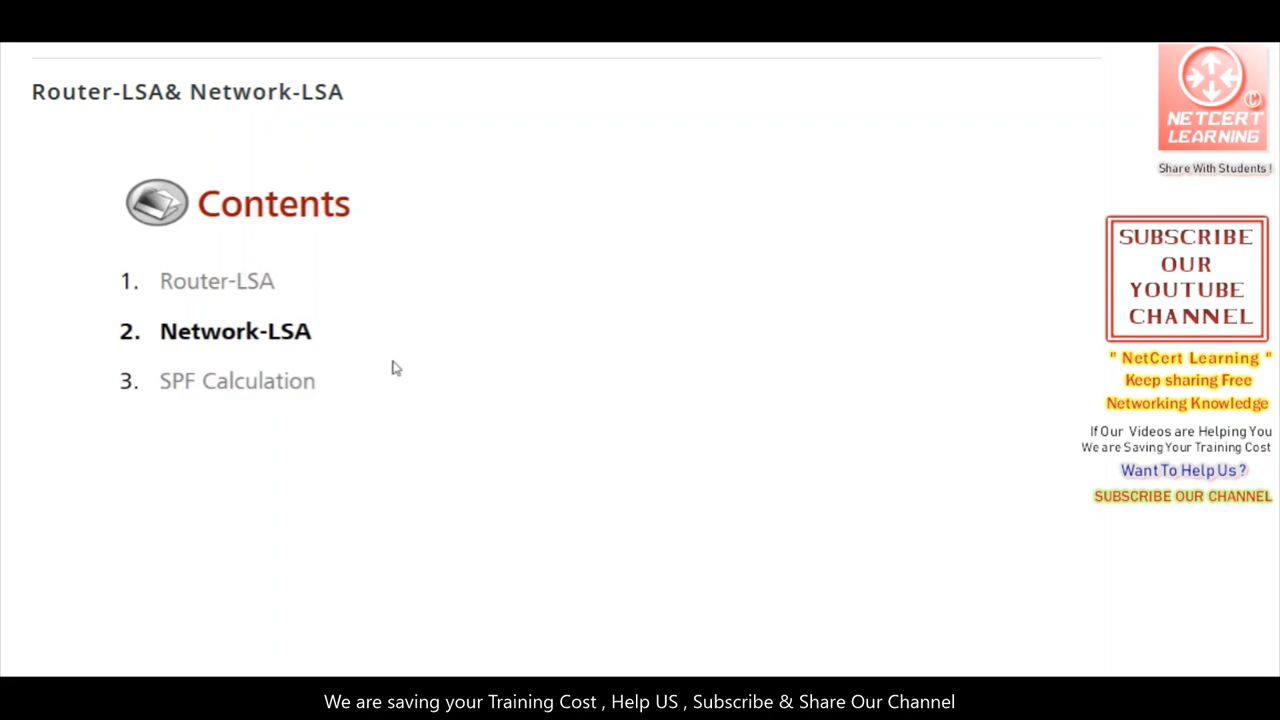 Router-LSA& Network-LSA
Contents
1. Router-LSA
2. Network-LSA
3. SPF Calculation
NETCERT
LEARNING
©
Share With Students !
SUBSCRIBE
OUR
YOUTUBE
CHANNEL
" NetCert Learning "
Keep sharing Free
Networking Knowledge
If Our Videos are Helping You
We are Saving Your Training Cost
Want To Help Us ?
SUBSCRIBE OUR CHANNEL
We are saving your Training Cost , Help US , Subscribe & Share Our Channel